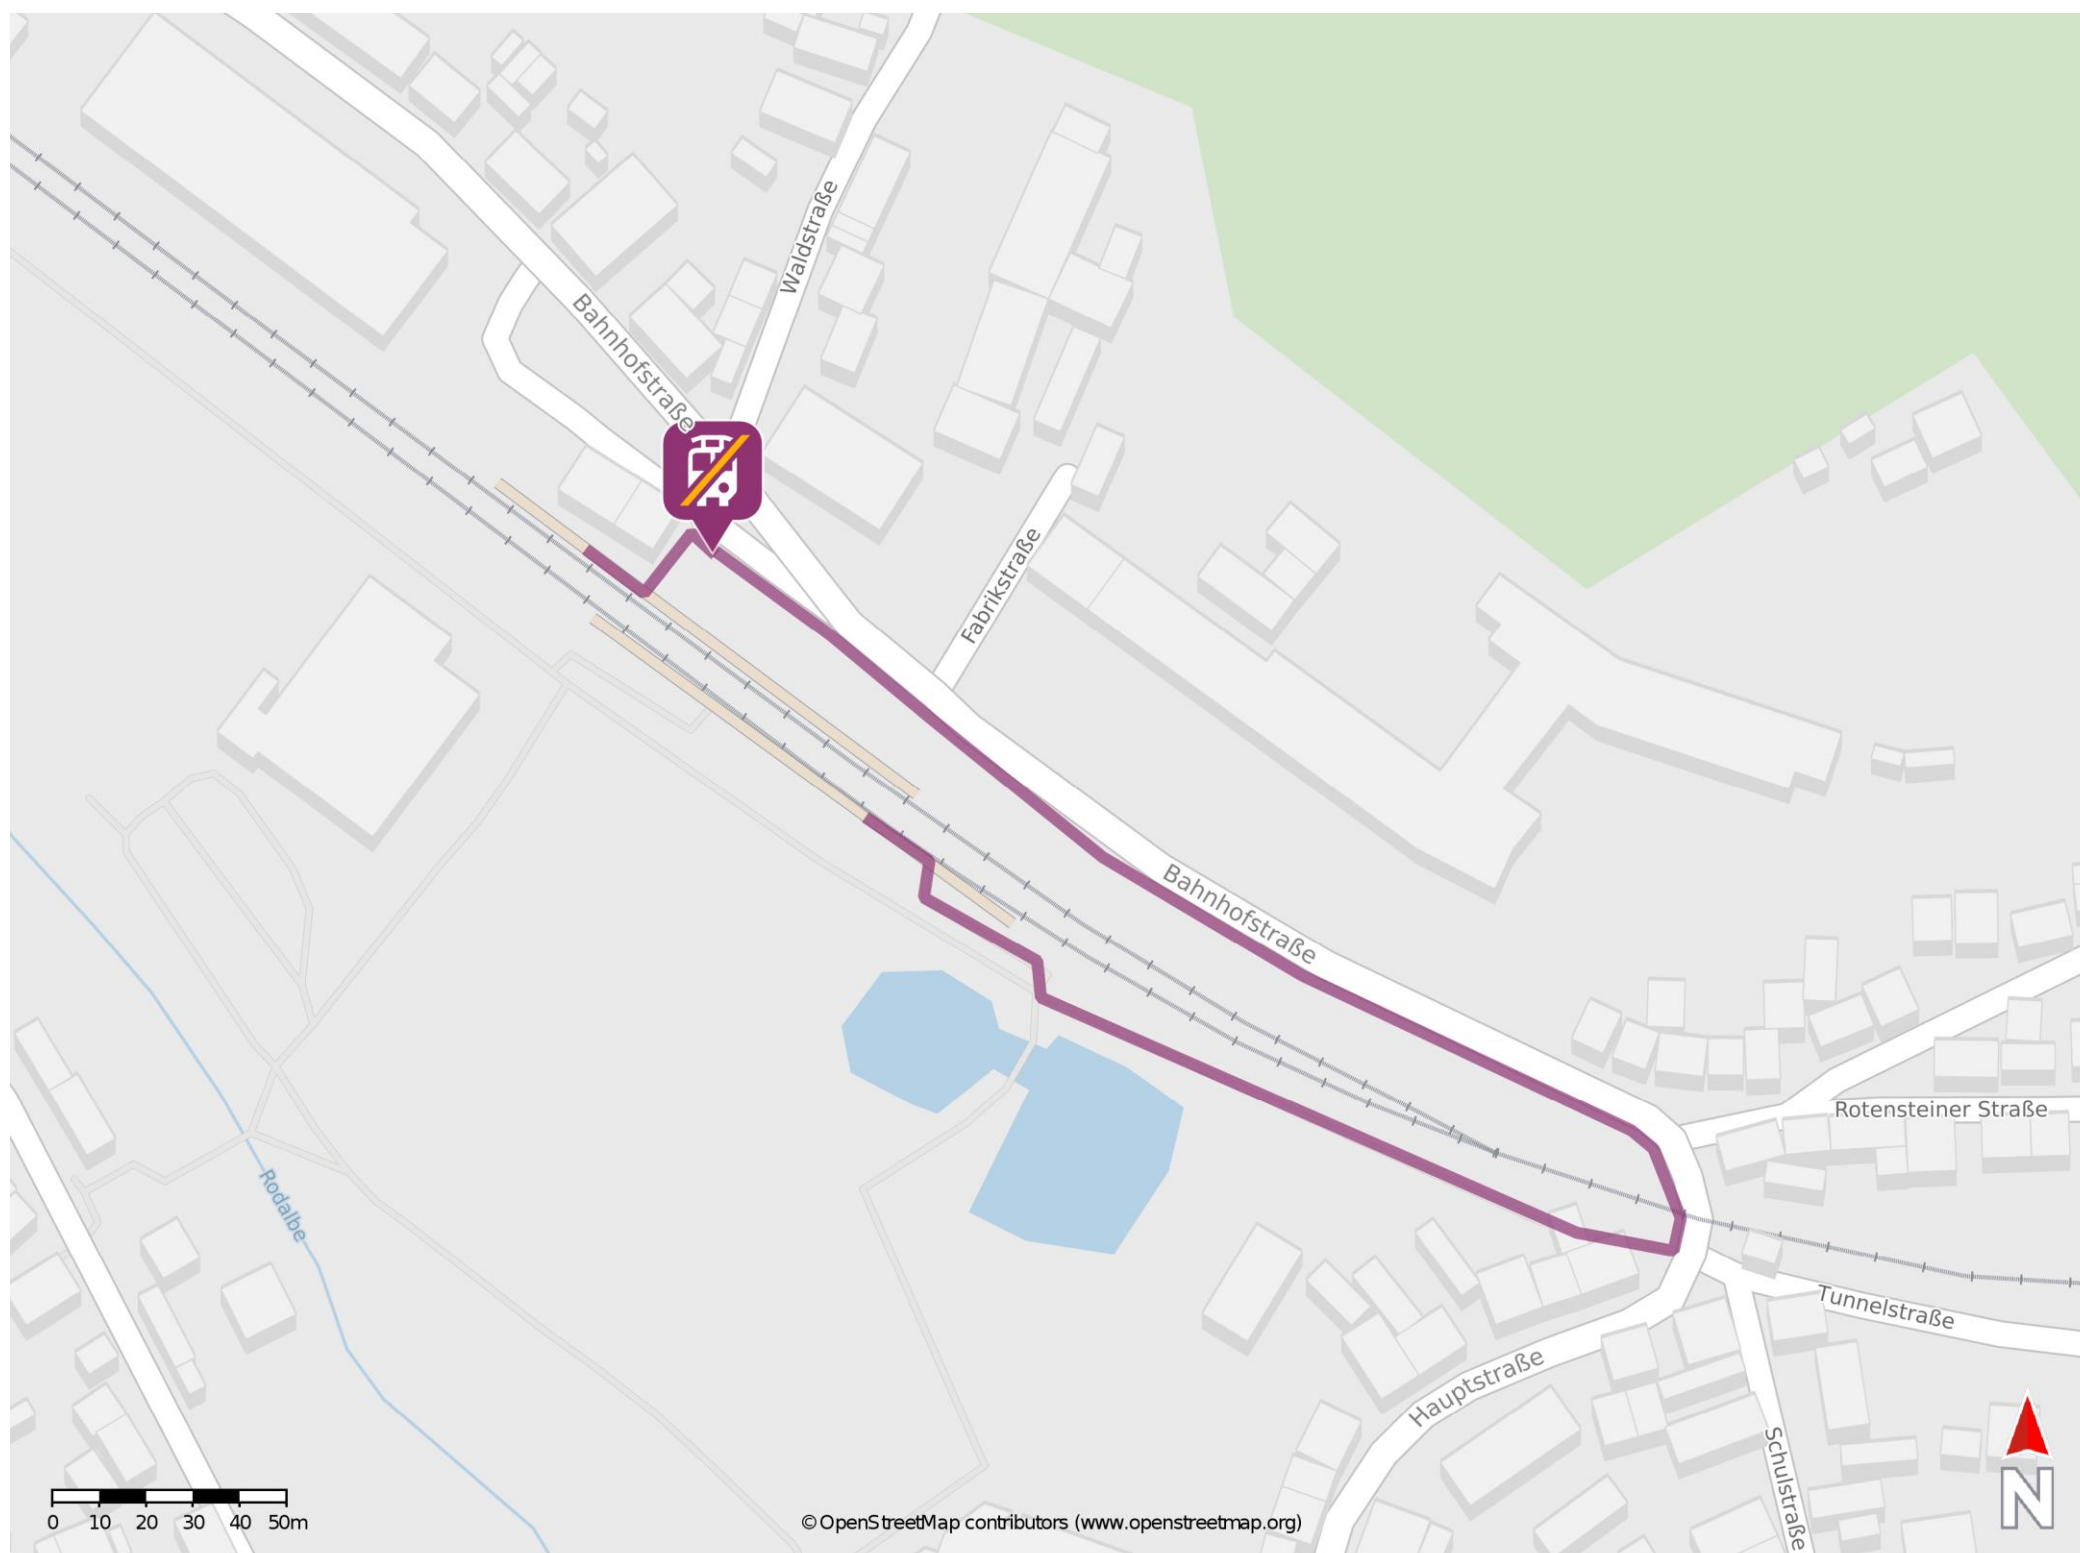 Waldstraße
Bahnhofstraße
Fabrikstraße
Bahnhofstraße
Rotensteiner Straße
Rodalbe
Tunnelstraße
Hauptstraße
Schulstraße
N
0 10 20 30 40 50m
© OpenStreetMap contributors (www.openstreetmap.org)